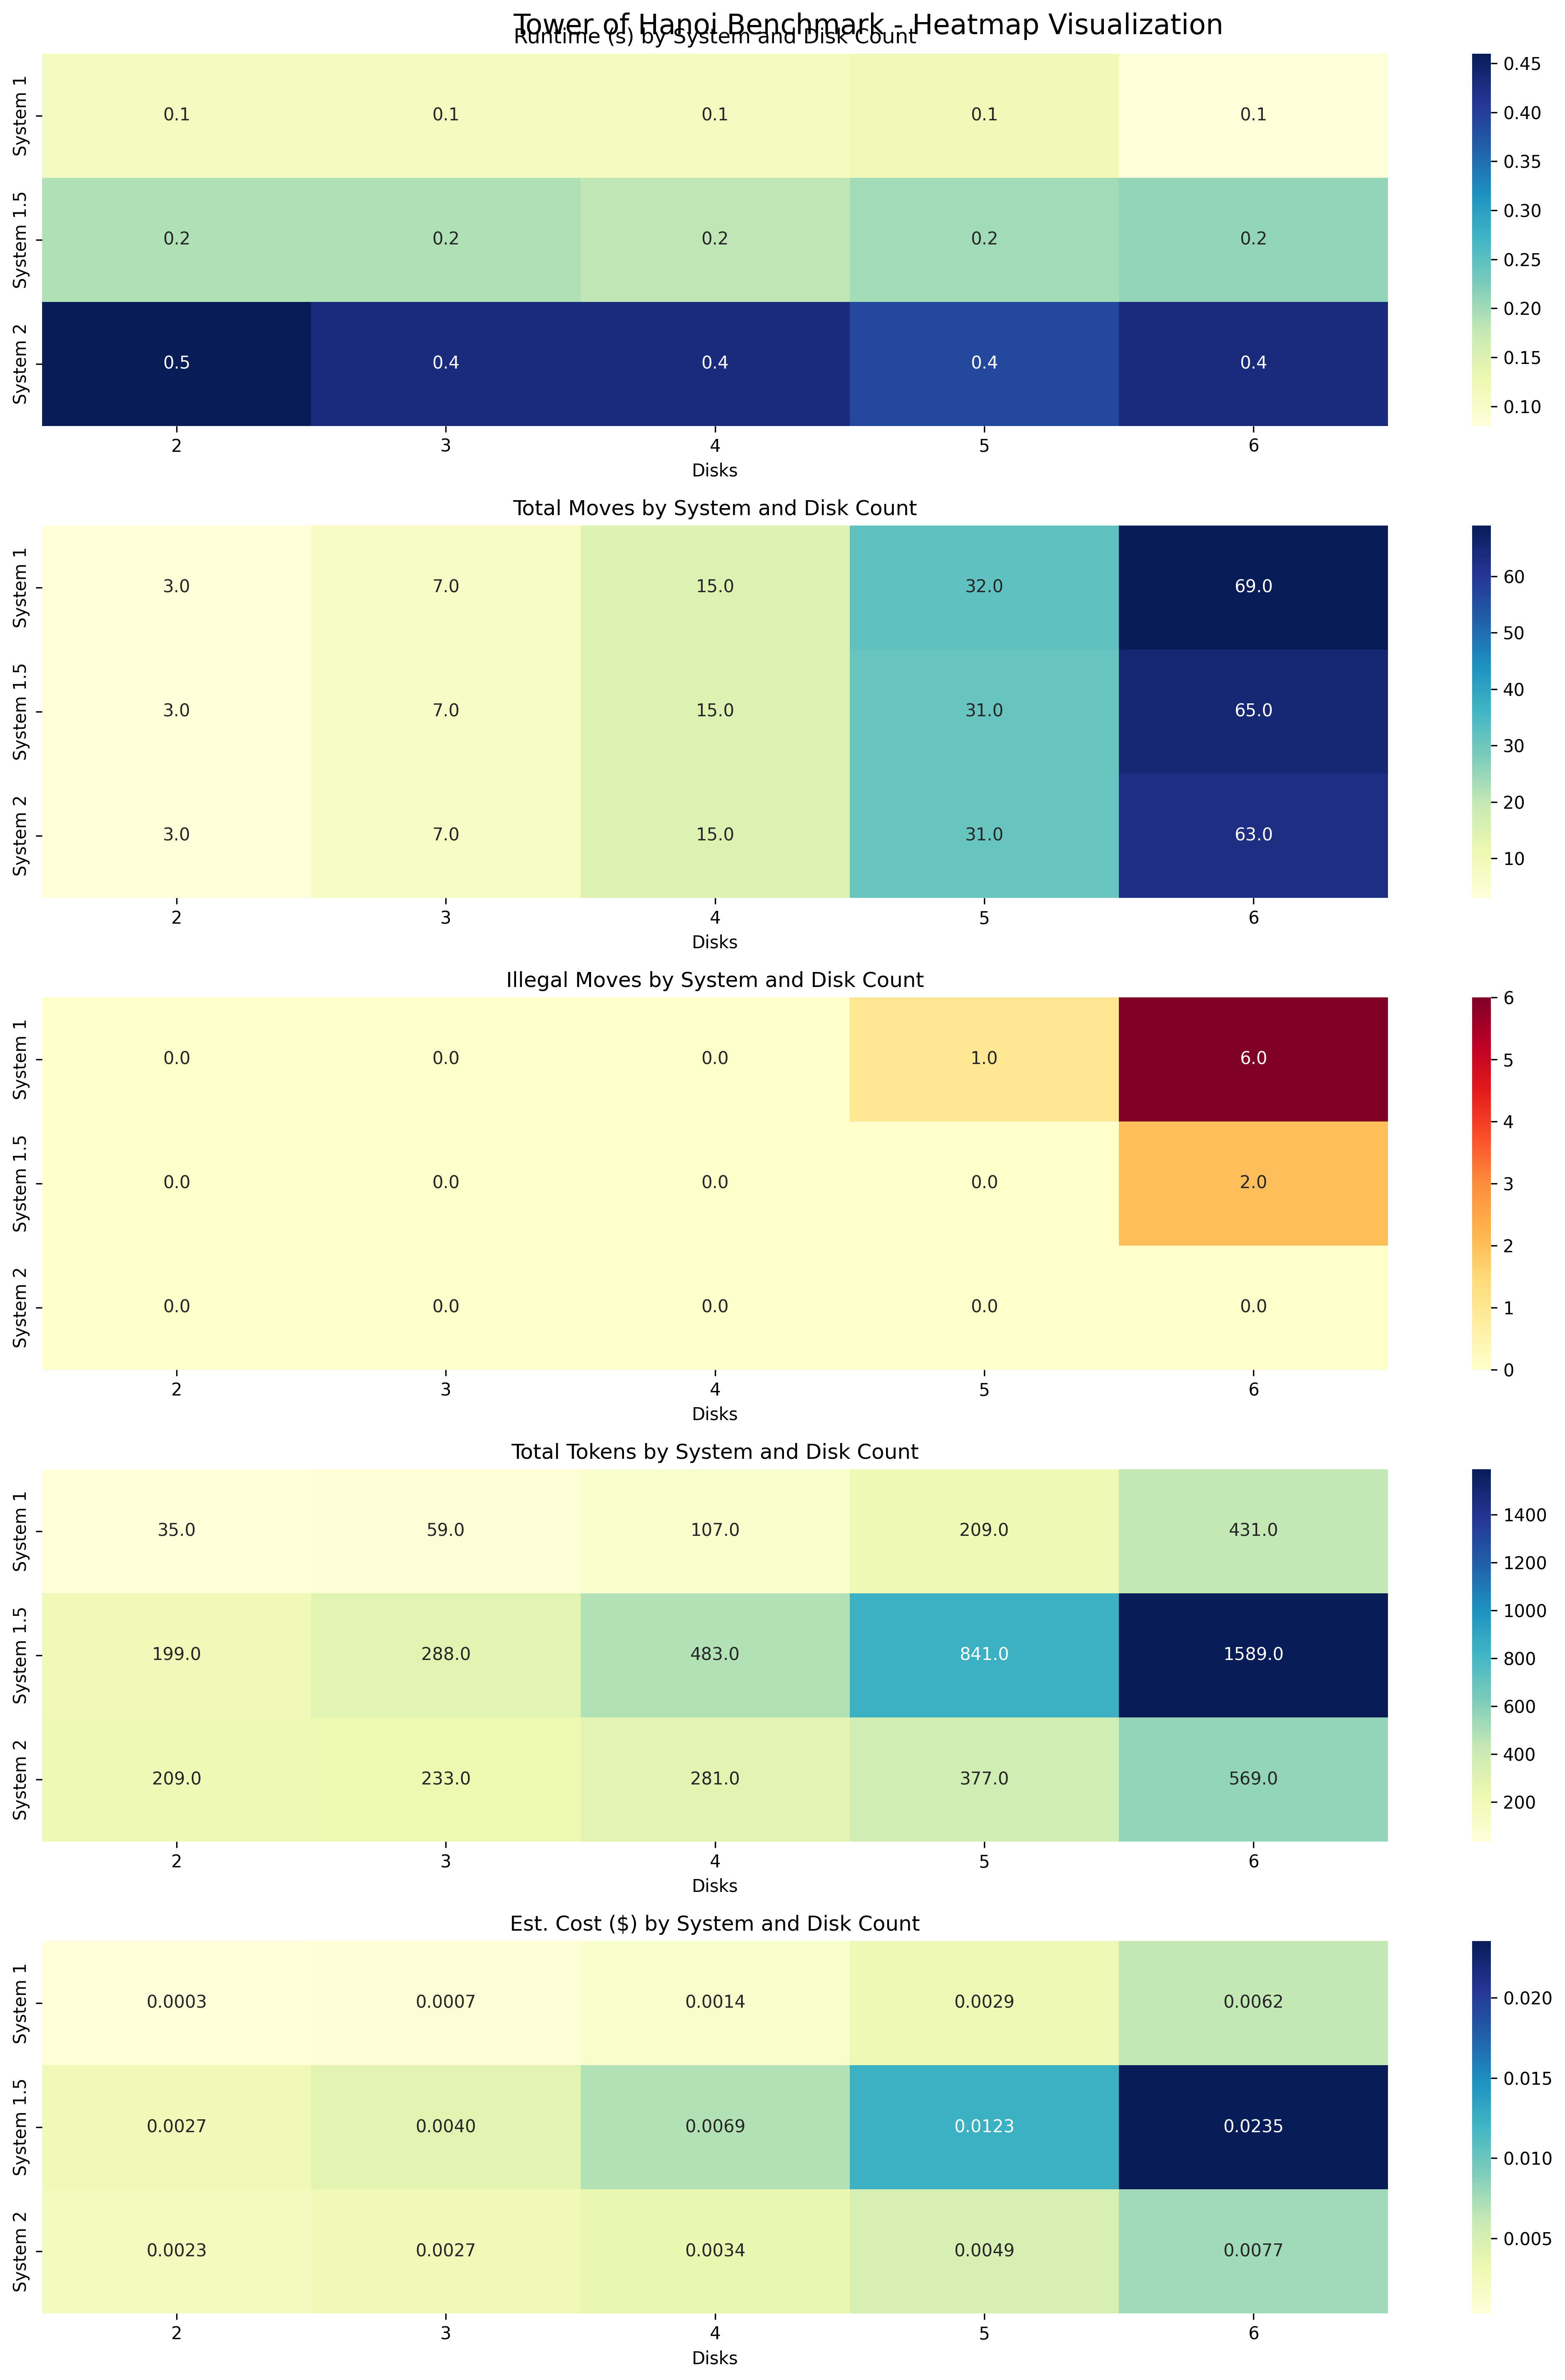 Tower of Hanoi Benchmark - Heatmap Visualization
Runtime (s) by System and Disk Count
System 1 0.1 0.1 0.1 0.1 0.1
System 1.5 0.2 0.2 0.2 0.2 0.2
System 2 0.5 0.4 0.4 0.4 0.4
2 3 4 5 6
Disks
0.45
0.40
0.35
0.30
0.25
0.20
0.15
0.10
Total Moves by System and Disk Count
System 1 3.0 7.0 15.0 32.0 69.0
System 1.5 3.0 7.0 15.0 31.0 65.0
System 2 3.0 7.0 15.0 31.0 63.0
2 3 4 5 6
Disks
60
50
40
30
20
10
Illegal Moves by System and Disk Count
System 1 0.0 0.0 0.0 1.0 6.0
System 1.5 0.0 0.0 0.0 0.0 2.0
System 2 0.0 0.0 0.0 0.0 0.0
2 3 4 5 6
Disks
6
5
4
3
2
1
0
Total Tokens by System and Disk Count
System 1 35.0 59.0 107.0 209.0 431.0
System 1.5 199.0 288.0 483.0 841.0 1589.0
System 2 209.0 233.0 281.0 377.0 569.0
2 3 4 5 6
Disks
1400
1200
1000
800
600
400
200
Est. Cost ($) by System and Disk Count
System 1 0.0003 0.0007 0.0014 0.0029 0.0062
System 1.5 0.0027 0.0040 0.0069 0.0123 0.0235
System 2 0.0023 0.0027 0.0034 0.0049 0.0077
2 3 4 5 6
Disks
0.020
0.015
0.010
0.005